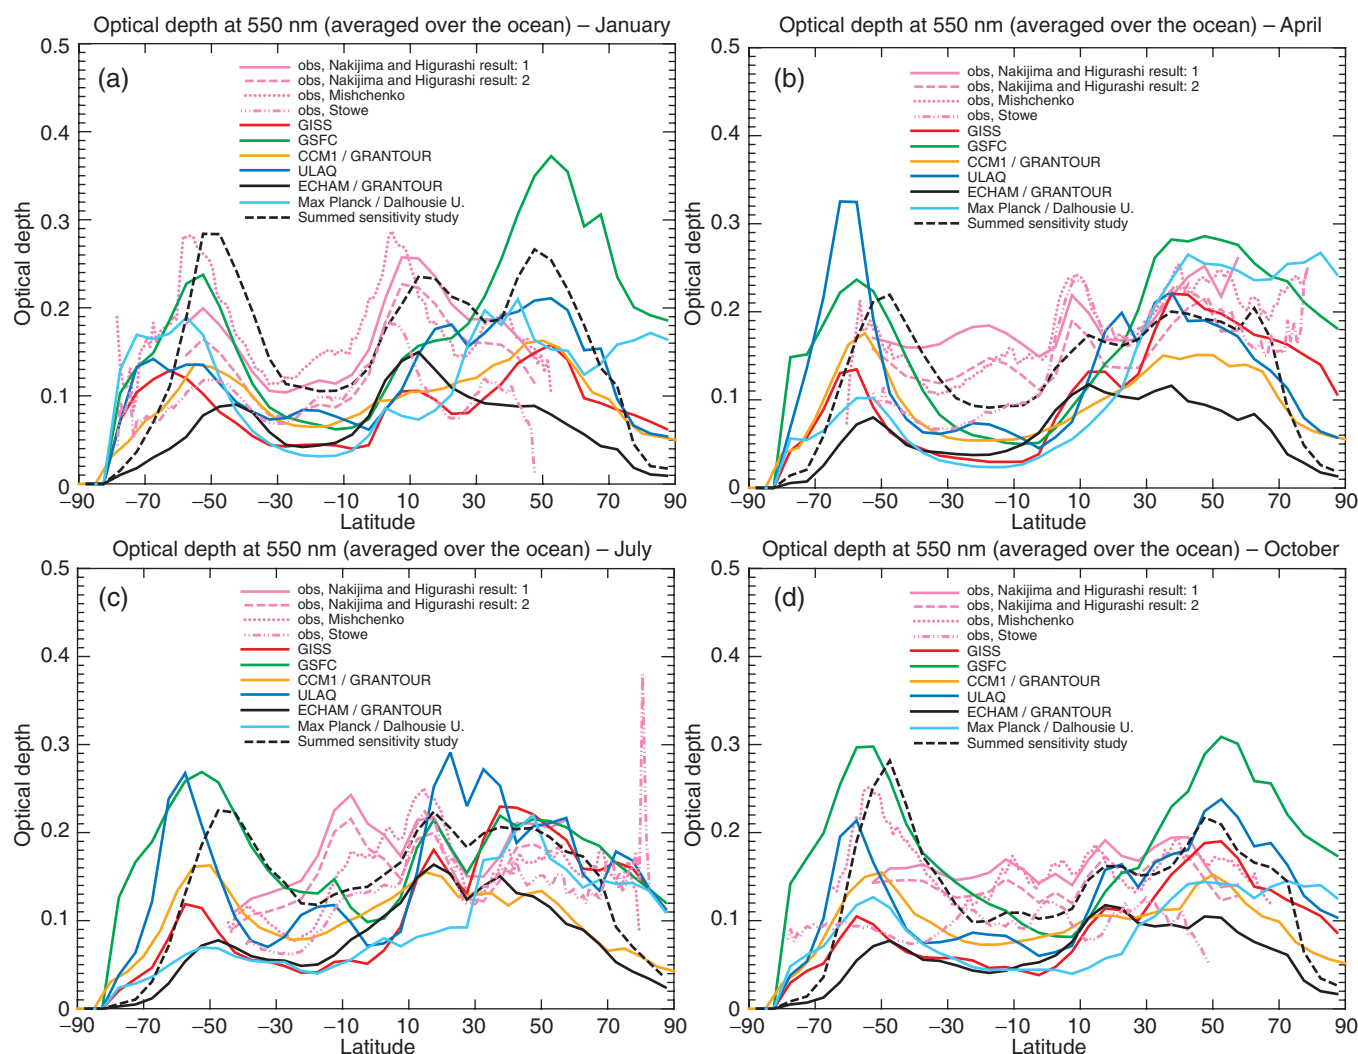 Optical depth at 550 nm (averaged over the ocean) – January
(a)
obs, Nakijima and Higurashi result: 1
obs, Nakijima and Higurashi result: 2
obs, Mishchenko
obs, Stowe
GISS
GSFC
CCM1 / GRANTOUR
ULAQ
ECHAM / GRANTOUR
Max Planck / Dalhousie U.
Summed sensitivity study
Optical depth
0.5
0.4
0.3
0.2
0.1
0
–90 –70 –50 –30 –10 10 30 50 70 90
Latitude
Optical depth at 550 nm (averaged over the ocean) – April
(b)
obs, Nakijima and Higurashi result: 1
obs, Nakijima and Higurashi result: 2
obs, Mishchenko
obs, Stowe
GISS
GSFC
CCM1 / GRANTOUR
ULAQ
ECHAM / GRANTOUR
Max Planck / Dalhousie U.
Summed sensitivity study
Optical depth
0.5
0.4
0.3
0.2
0.1
0
–90 –70 –50 –30 –10 10 30 50 70 90
Latitude
Optical depth at 550 nm (averaged over the ocean) – July
(c)
obs, Nakijima and Higurashi result: 1
obs, Nakijima and Higurashi result: 2
obs, Mishchenko
obs, Stowe
GISS
GSFC
CCM1 / GRANTOUR
ULAQ
ECHAM / GRANTOUR
Max Planck / Dalhousie U.
Summed sensitivity study
Optical depth
0.5
0.4
0.3
0.2
0.1
0
–90 –70 –50 –30 –10 10 30 50 70 90
Latitude
Optical depth at 550 nm (averaged over the ocean) – October
(d)
obs, Nakijima and Higurashi result: 1
obs, Nakijima and Higurashi result: 2
obs, Mishchenko
obs, Stowe
GISS
GSFC
CCM1 / GRANTOUR
ULAQ
ECHAM / GRANTOUR
Max Planck / Dalhousie U.
Summed sensitivity study
Optical depth
0.5
0.4
0.3
0.2
0.1
0
–90 –70 –50 –30 –10 10 30 50 70 90
Latitude